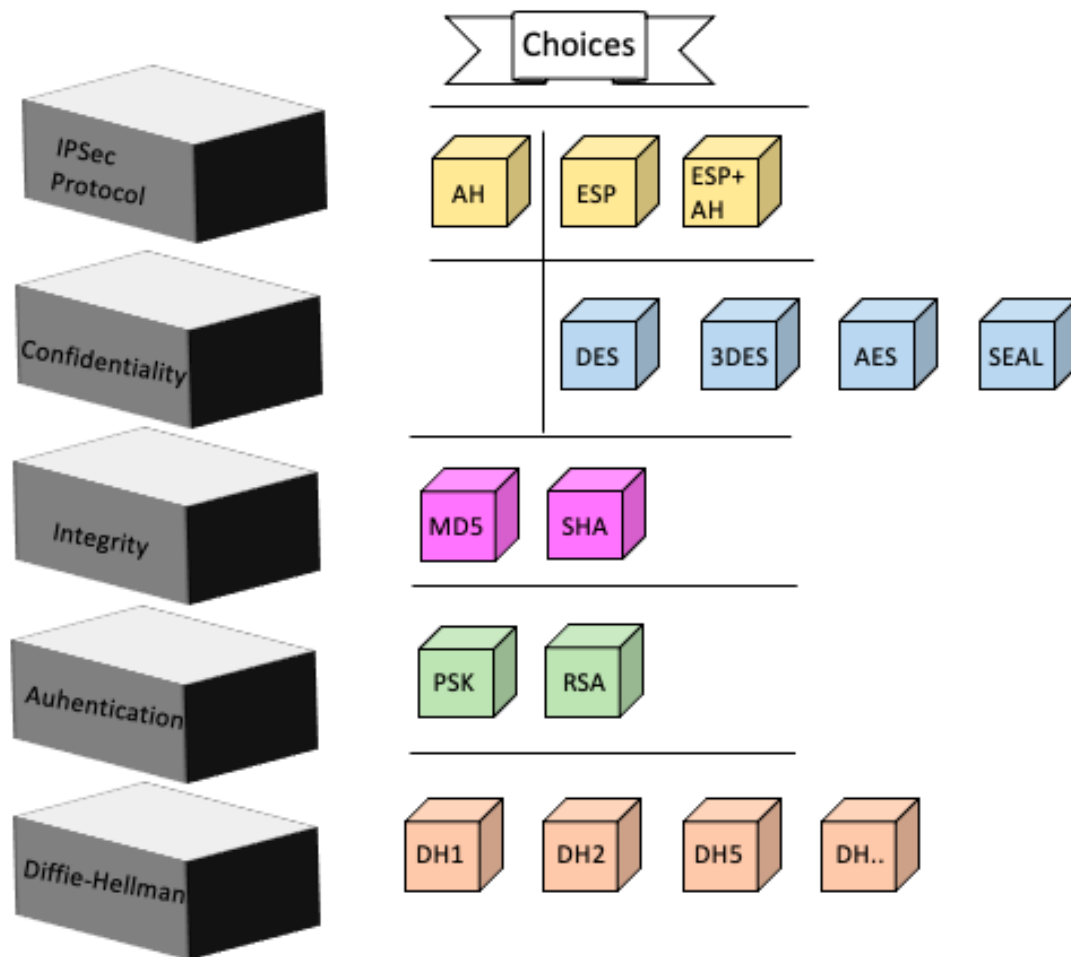 Choices
IPSec
Protocol
AH
ESP
ESP+
AH
Confidentiality
DES
3DES
AES
SEAL
Integrity
MD5
SHA
Auhentication
PSK
RSA
Diffie-Hellman
DH1
DH2
DH5
DH..